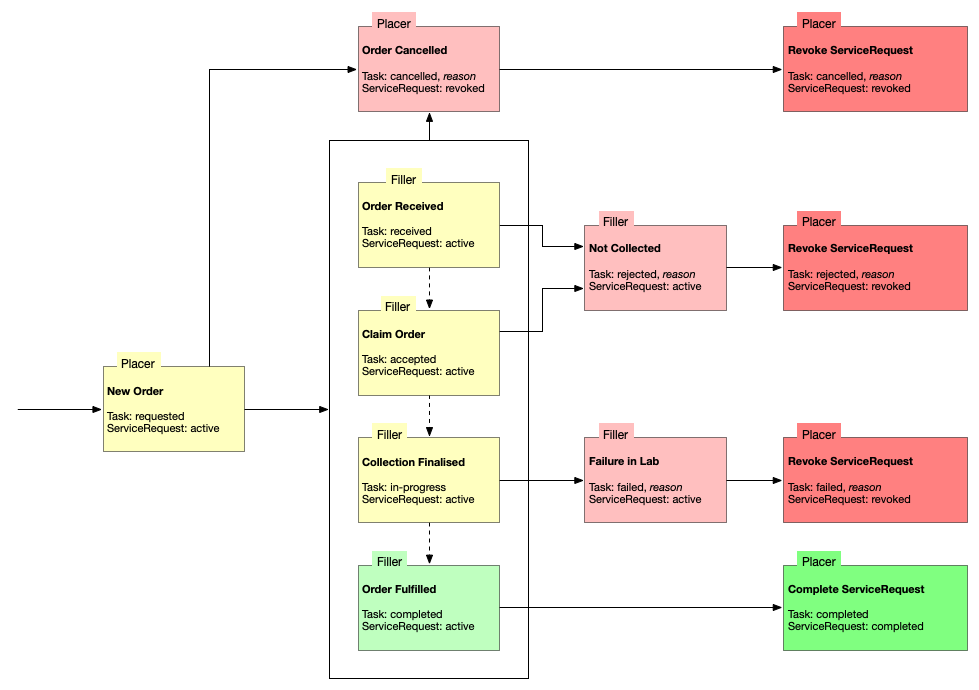 Placer
Order Cancelled
Task: cancelled, reason
ServiceRequest: revoked
Placer
Revoke ServiceRequest
Task: cancelled, reason
ServiceRequest: revoked
Filler
Order Received
Task: received
ServiceRequest: active
Filler
Not Collected
Task: rejected, reason
ServiceRequest: active
Placer
Revoke ServiceRequest
Task: rejected, reason
ServiceRequest: revoked
Filler
Claim Order
Task: accepted
ServiceRequest: active
Placer
New Order
Task: requested
ServiceRequest: active
Filler
Collection Finalised
Task: in-progress
ServiceRequest: active
Filler
Failure in Lab
Task: failed, reason
ServiceRequest: active
Placer
Revoke ServiceRequest
Task: failed, reason
ServiceRequest: revoked
Filler
Order Fulfilled
Task: completed
ServiceRequest: active
Placer
Complete ServiceRequest
Task: completed
ServiceRequest: completed